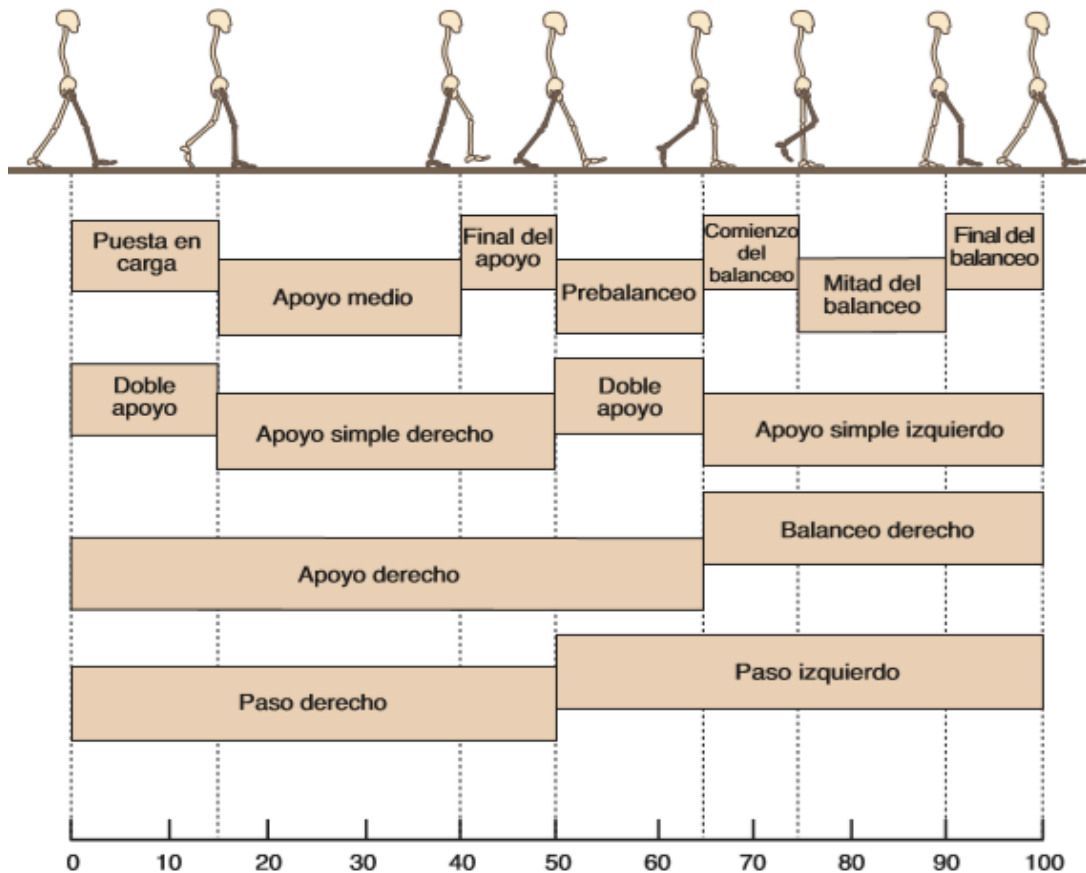 Puesta en
carga
Apoyo medio
Final del
apoyo
Prebalanceo
Comienzo
del
balanceo
Mitad del
balanceo
Final del
balanceo
Doble
apoyo
Apoyo simple derecho
Doble
apoyo
Apoyo simple izquierdo
Balanceo derecho
Apoyo derecho
Paso izquierdo
Paso derecho
0 10 20 30 40 50 60 70 80 90 100